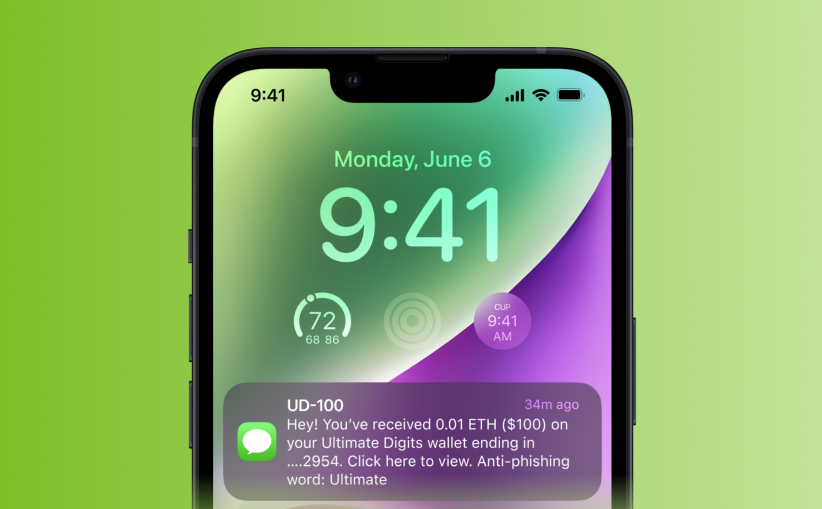 9:41
Monday, June 6
9:41
72
68 86
CUP
9:41
AM
UD-100
34m ago
Hey! You’ve received 0.01 ETH ($100) on
your Ultimate Digits wallet ending in
....2954. Click here to view. Anti-phishing
word: Ultimate